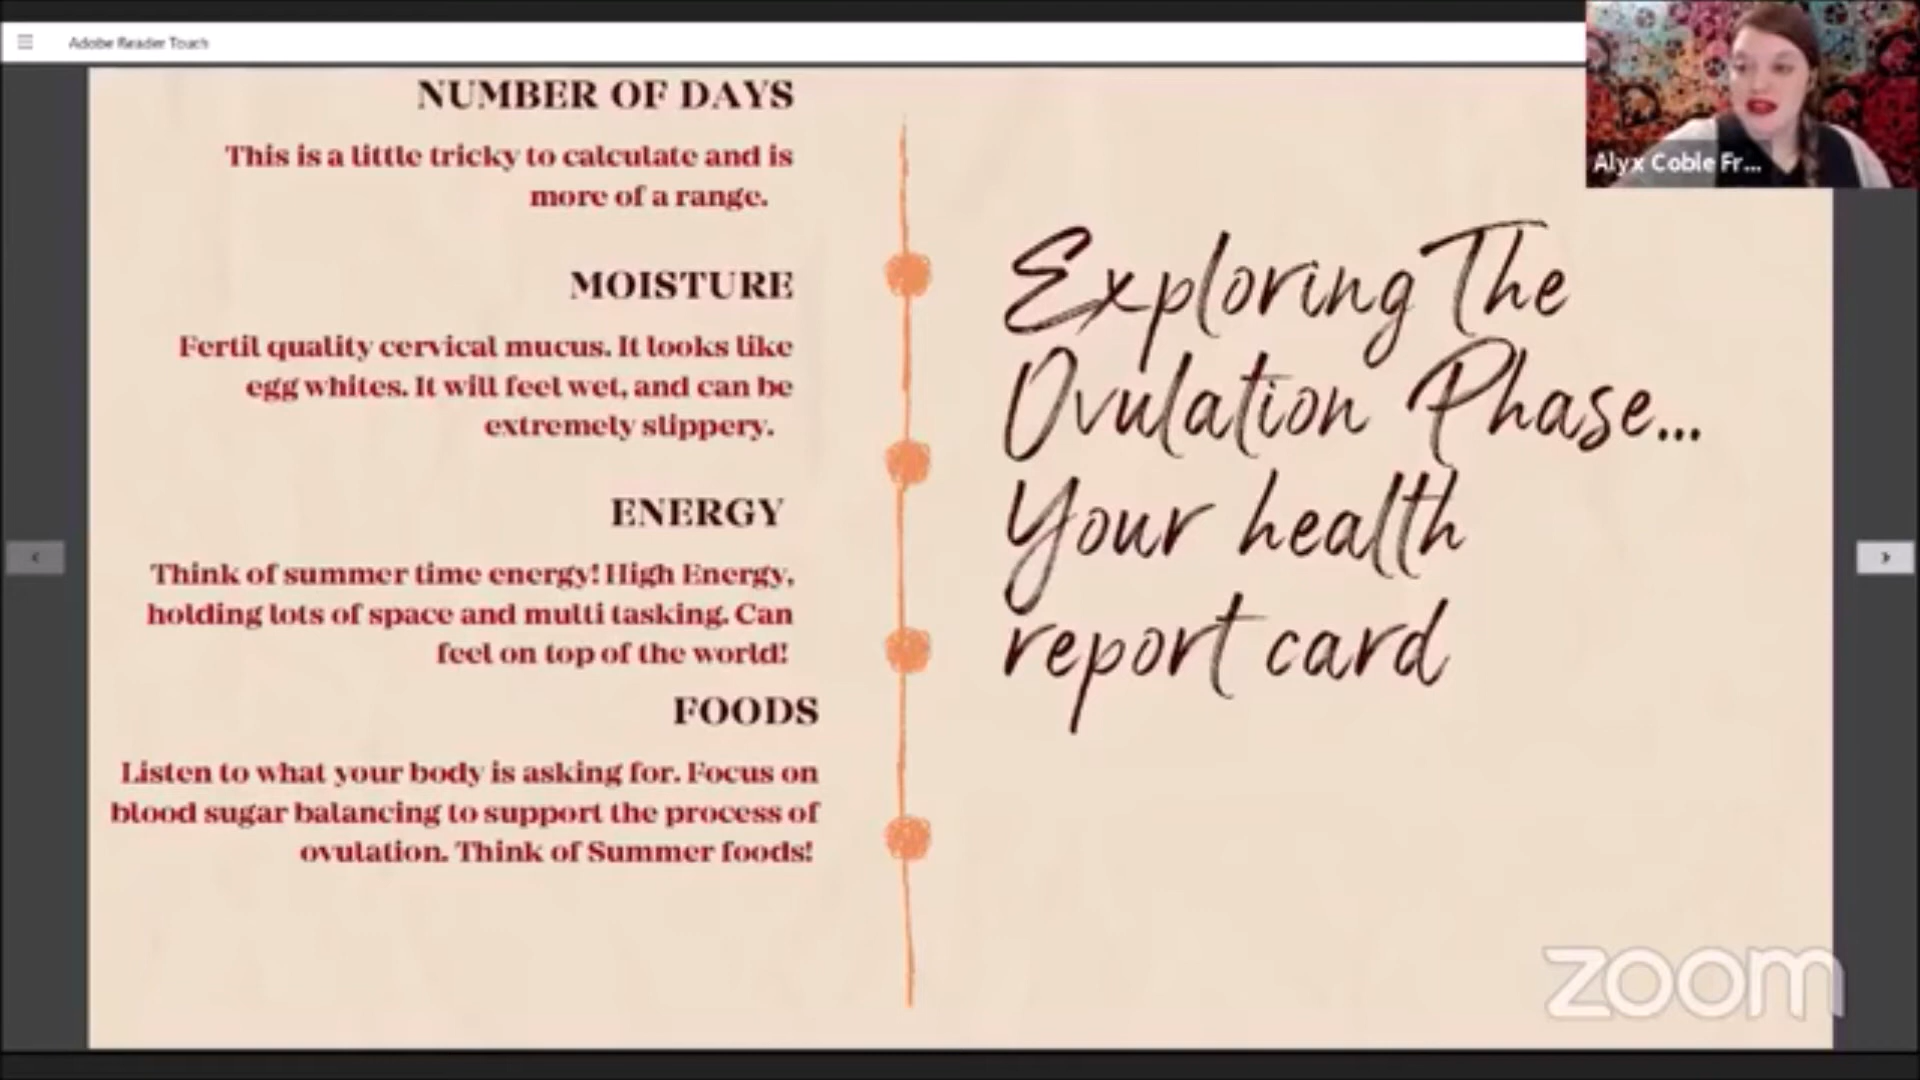 Adobe Reader Touch
Alyx Coble Fr...
NUMBER OF DAYS
This is a little tricky to calculate and is
more of a range.
MOISTURE
Fertil quality cervical mucus. It looks like
egg whites. It will feel wet, and can be
extremely slippery.
ENERGY
Think of summer time energy! High Energy,
holding lots of space and multi tasking. Can
feel on top of the world!
FOODS
Listen to what your body is asking for. Focus on
blood sugar balancing to support the process of
ovulation. Think of Summer foods!
Exploring The
Ovulation Phase...
Your health
report card
zoom